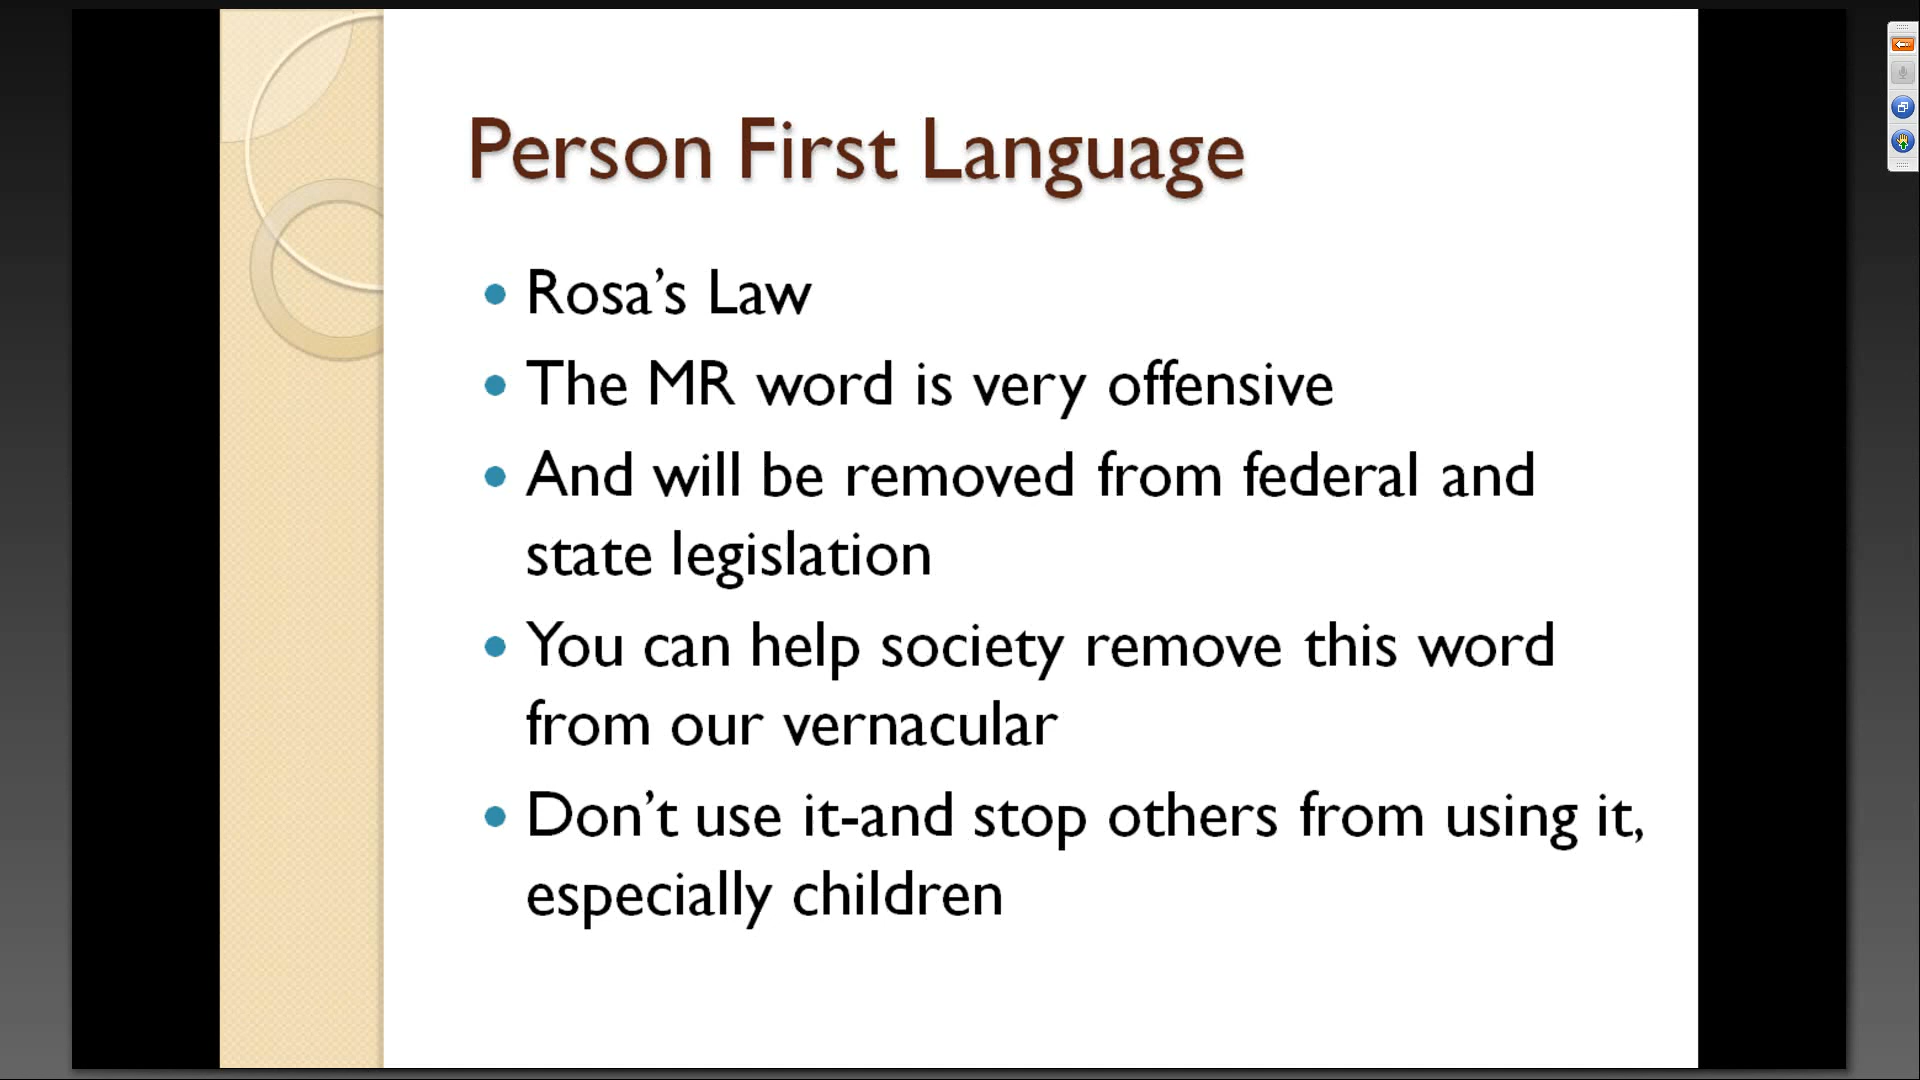 Person First Language
• Rosa’s Law
• The MR word is very offensive
• And will be removed from federal and
state legislation
• You can help society remove this word
from our vernacular
• Don’t use it-and stop others from using it,
especially children